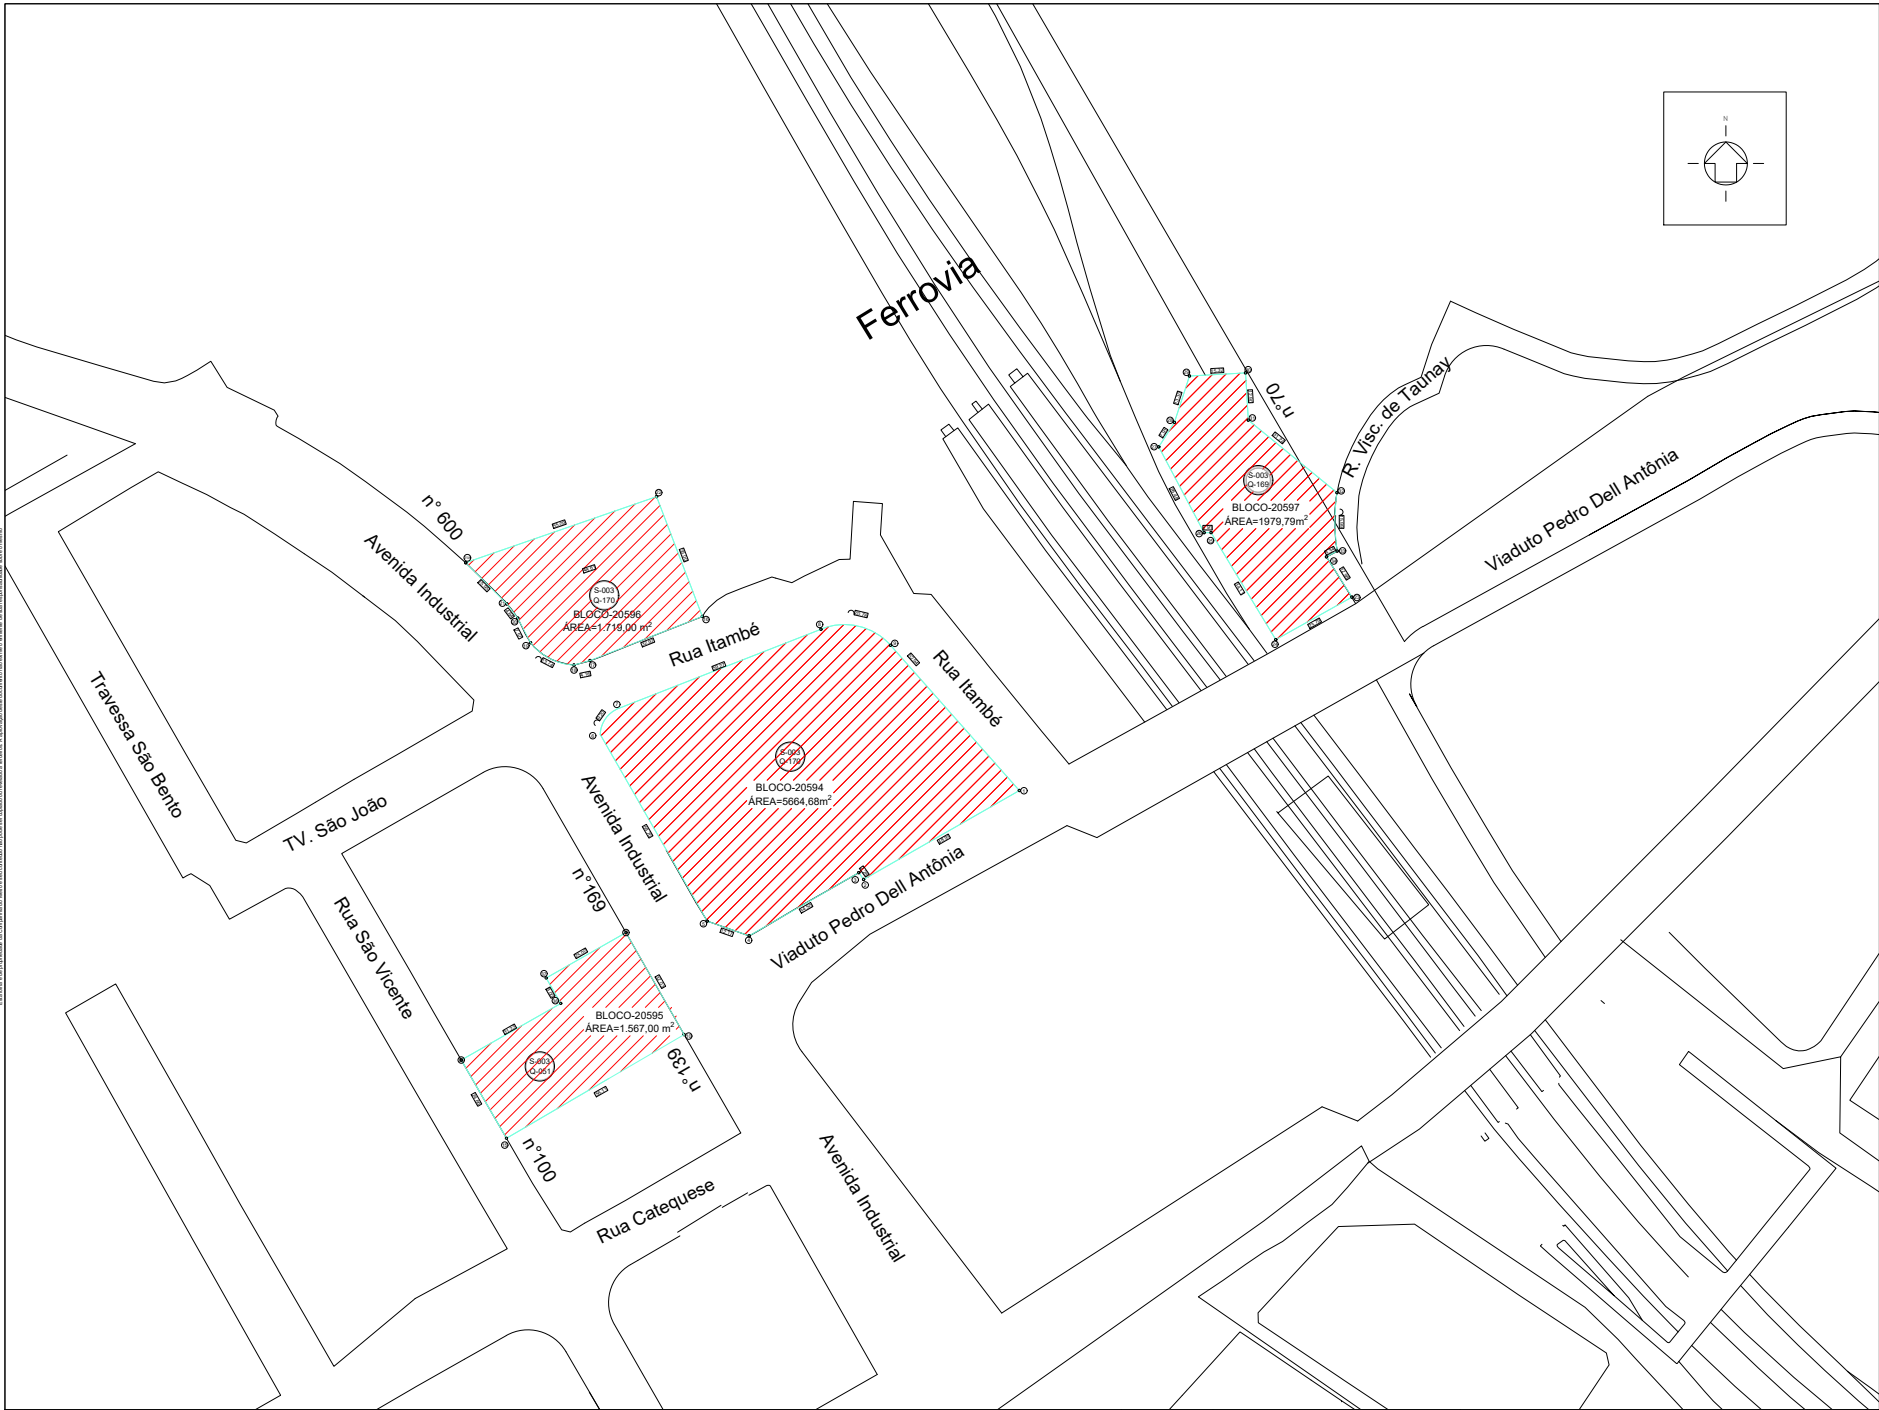 N
Ferrovia
n°70
R. Visc. de Taunay
Viaduto Pedro Dell Antônia
S-003
Q-169
BLOCO-20597
ÁREA=1979,79m²
n° 600
Avenida Industrial
S-003
Q-170
BLOCO-20596
ÁREA=1.719,00 m²
Rua Itambé
Rua Itambé
Travessa São Bento
TV. São João
S-003
Q-170
BLOCO-20594
ÁREA=5664,68m²
Avenida Industrial
n°169
Viaduto Pedro Dell Antônia
Rua São Vicente
BLOCO-20595
ÁREA=1.567,00 m²
S-003
Q-051
n°139
n°100
Rua Catequese
Avenida Industrial